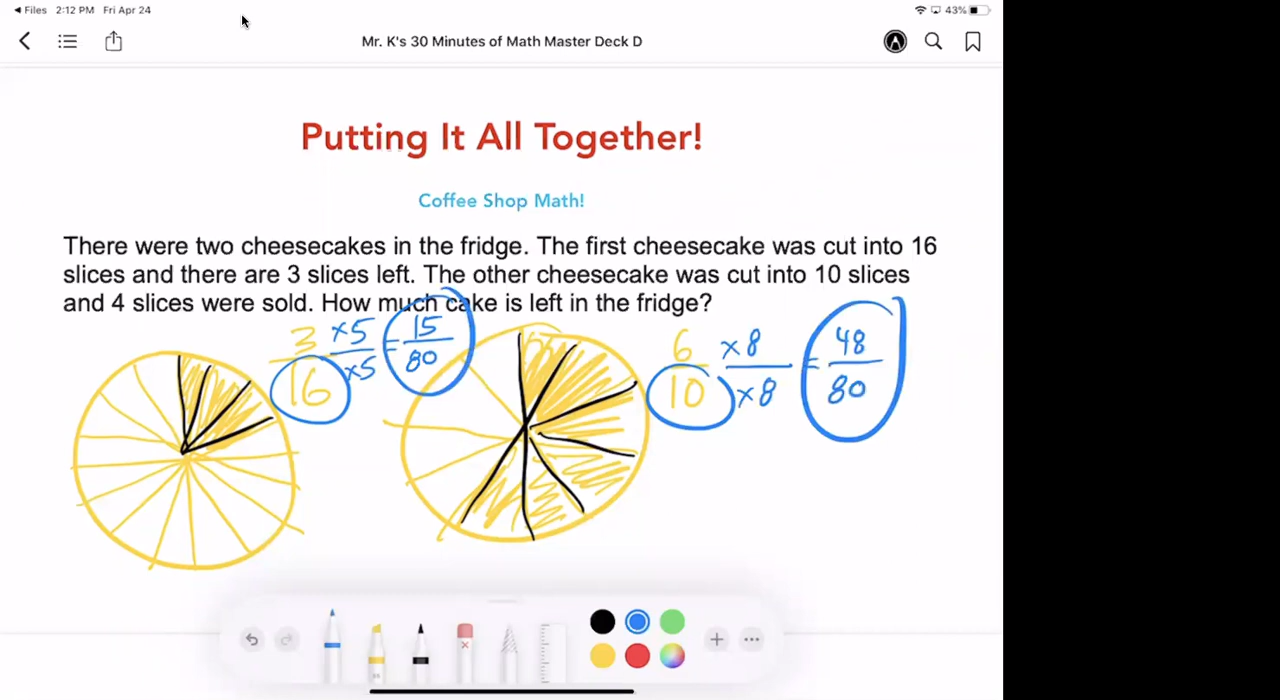 Files 2:12 PM Fri Apr 24 43%
Mr. K's 30 Minutes of Math Master Deck D
Putting It All Together!
Coffee Shop Math!
There were two cheesecakes in the fridge. The first cheesecake was cut into 16
slices and there are 3 slices left. The other cheesecake was cut into 10 slices
and 4 slices were sold. How much cake is left in the fridge?
3 ×5 = 15 6 ×8 = 48
16 ×5 80 10 ×8 80